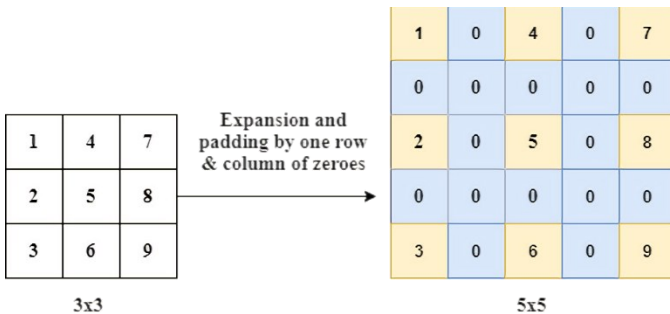 1 4 7
2 5 8
3 6 9
3x3
Expansion and
padding by one row
& column of zeroes
1 0 4 0 7
0 0 0 0 0
2 0 5 0 8
0 0 0 0 0
3 0 6 0 9
5x5